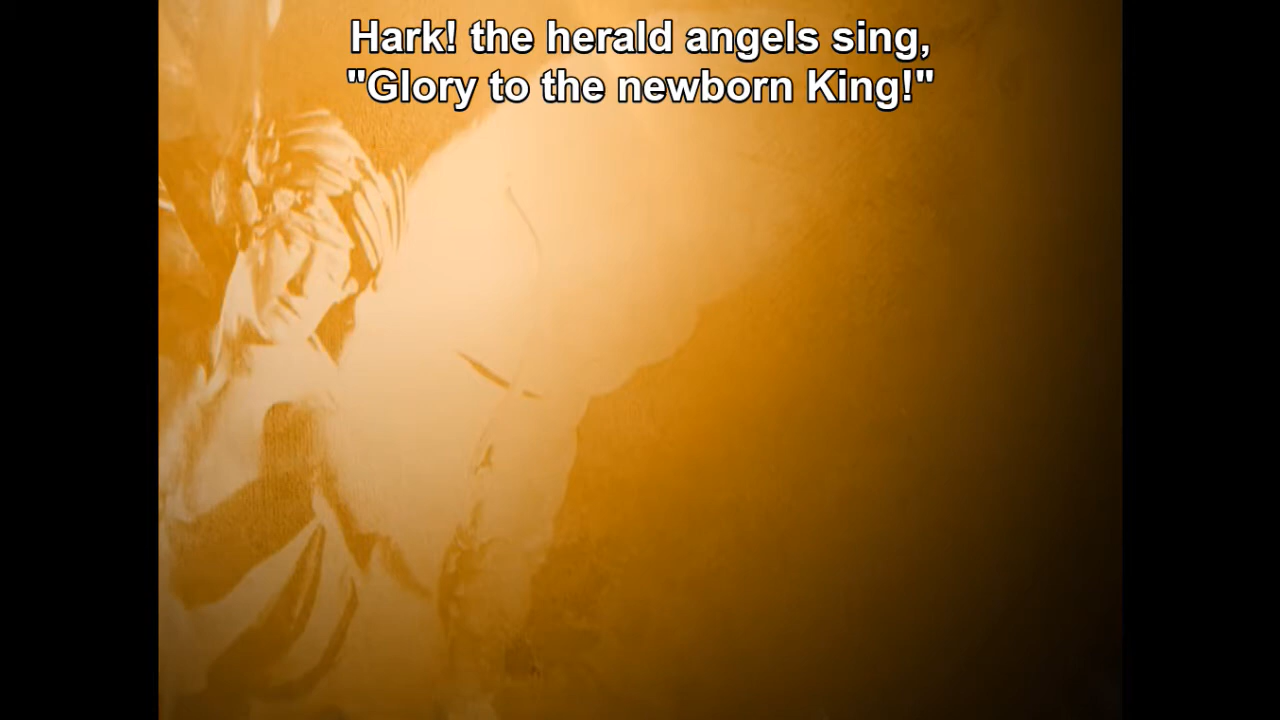 Hark! the herald angels sing,
"Glory to the newborn King!"